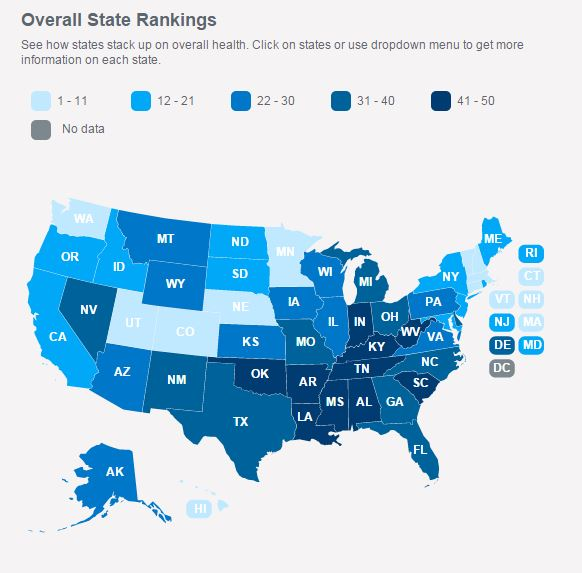 Overall State Rankings
See how states stack up on overall health. Click on states or use dropdown menu to get more
information on each state.
1 - 11
12 - 21
22 - 30
31 - 40
41 - 50
No data
WA
MT
ND
MN
ME
OR
ID
SD
WI
MI
NY
RI
WY
CT
NV
NE
IA
PA
VT
NH
CA
UT
CO
IL
IN
OH
NJ
MA
KS
MO
KY
WV
VA
DE
MD
AZ
NM
OK
AR
TN
NC
DC
SC
TX
LA
MS
AL
GA
FL
AK
HI